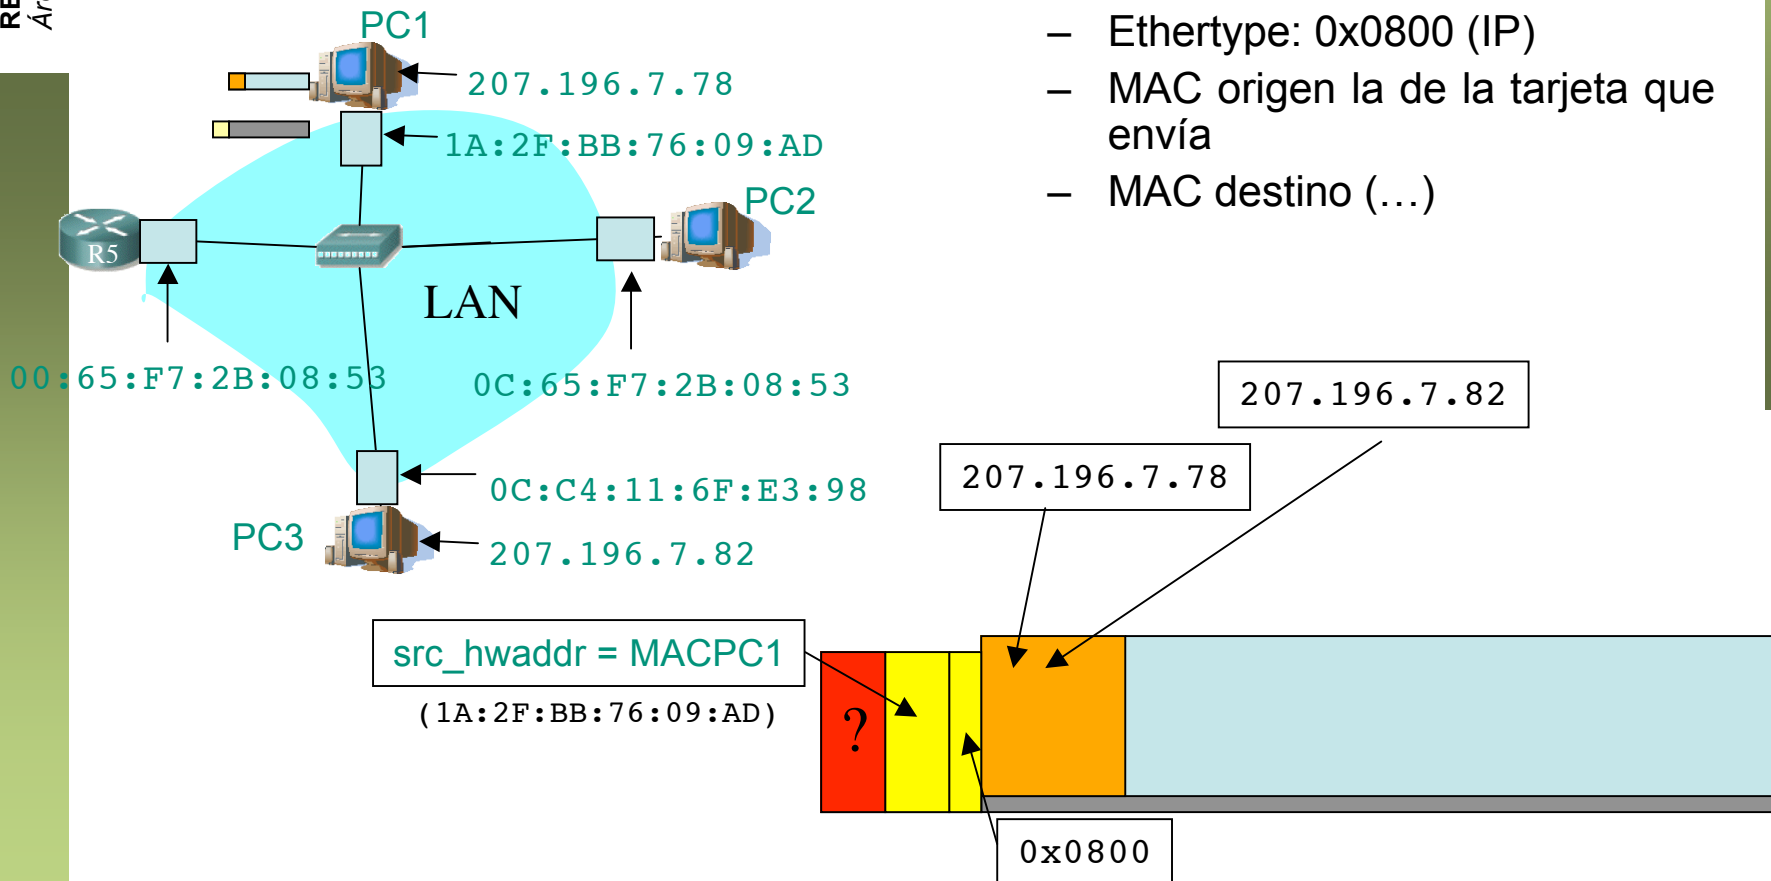 PC1
207.196.7.78
1A:2F:BB:76:09:AD
PC2
R5
LAN
00:65:F7:2B:08:53
0C:65:F7:2B:08:53
0C:C4:11:6F:E3:98
PC3
207.196.7.82
– Ethertype: 0x0800 (IP)
– MAC origen la de la tarjeta que
envía
– MAC destino (…)
207.196.7.82
207.196.7.78
src_hwaddr = MACPC1
(1A:2F:BB:76:09:AD)
?
0x0800